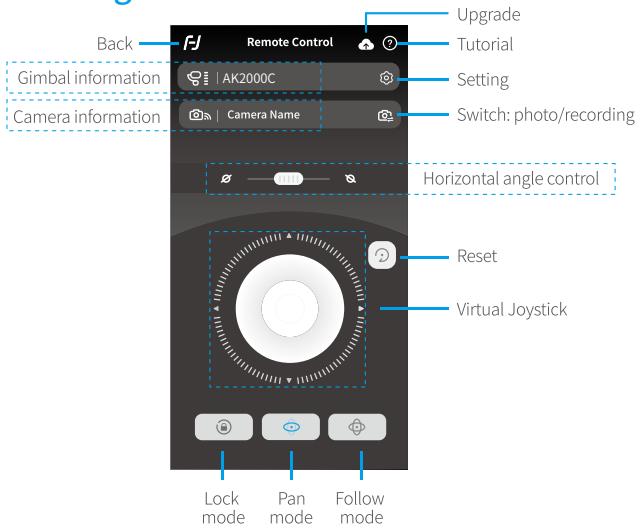 Upgrade
Back
Remote Control
Tutorial
Gimbal information
AK2000C
Setting
Camera information
Camera Name
Switch: photo/recording
Horizontal angle control
Reset
Virtual Joystick
Lock
mode
Pan
mode
Follow
mode